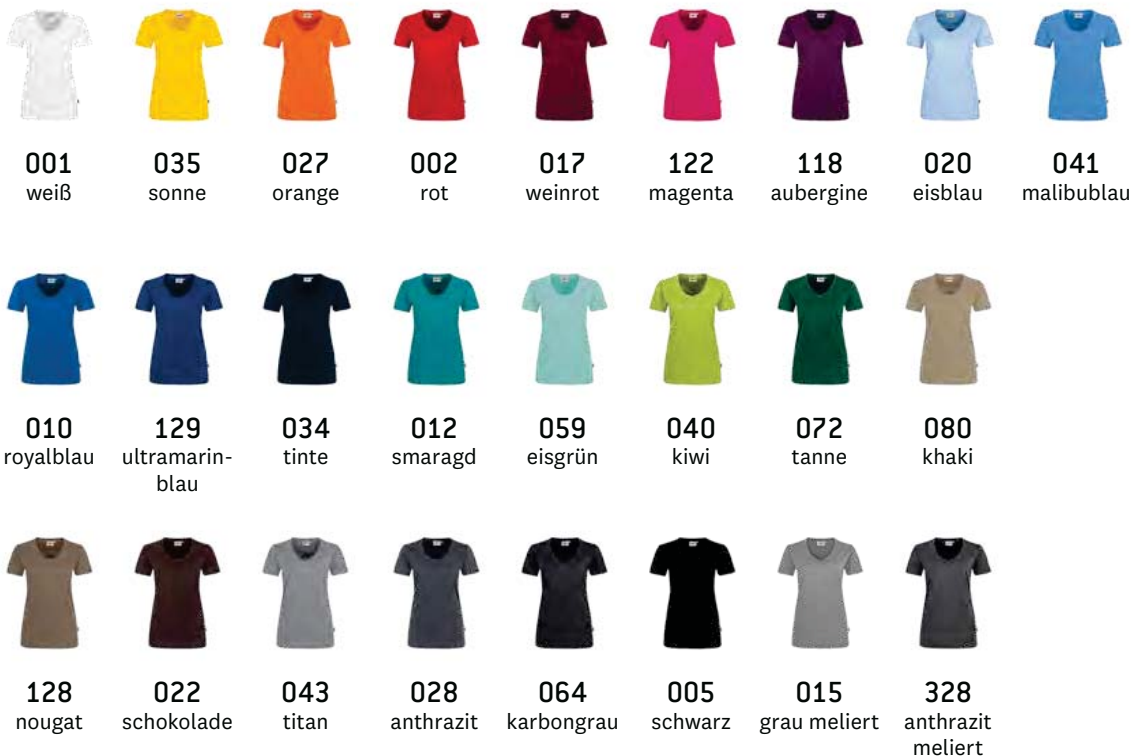 001 035 027 002 017 122 118 020 041
weiß sonne orange rot weinrot magenta aubergine eisblau malibublau
010 129 034 012 059 040 072 080
royalblau ultramarin- tinte smaragd eisgrün kiwi tanne khaki
blau
128 022 043 028 064 005 015 328
nougat schokolade titan anthrazit karbongrau schwarz grau meliert anthrazit
meliert